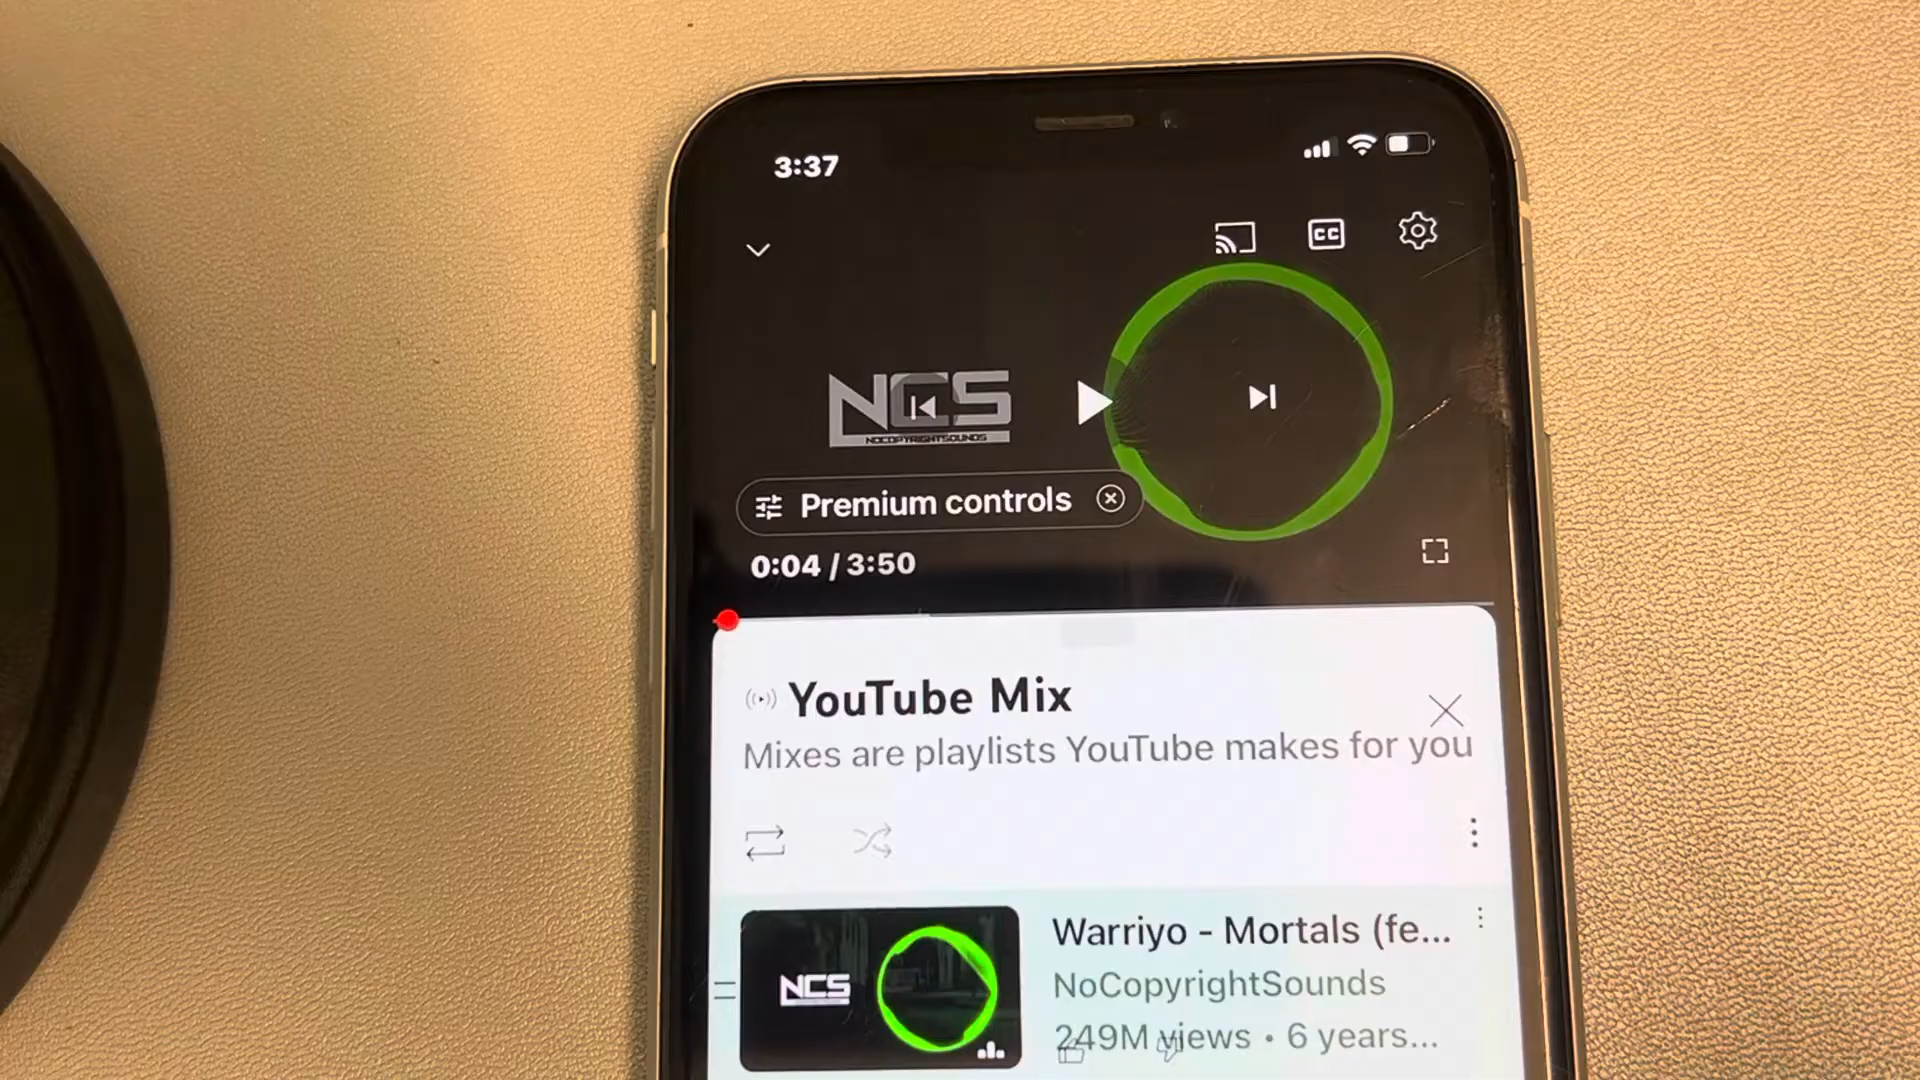 3:37
CC
NCS
NOCOPYRIGHTSOUNDS
Premium controls
0:04 / 3:50
YouTube Mix
Mixes are playlists YouTube makes for you
NCS
Warriyo - Mortals (fe...
NoCopyrightSounds
249M views • 6 years...